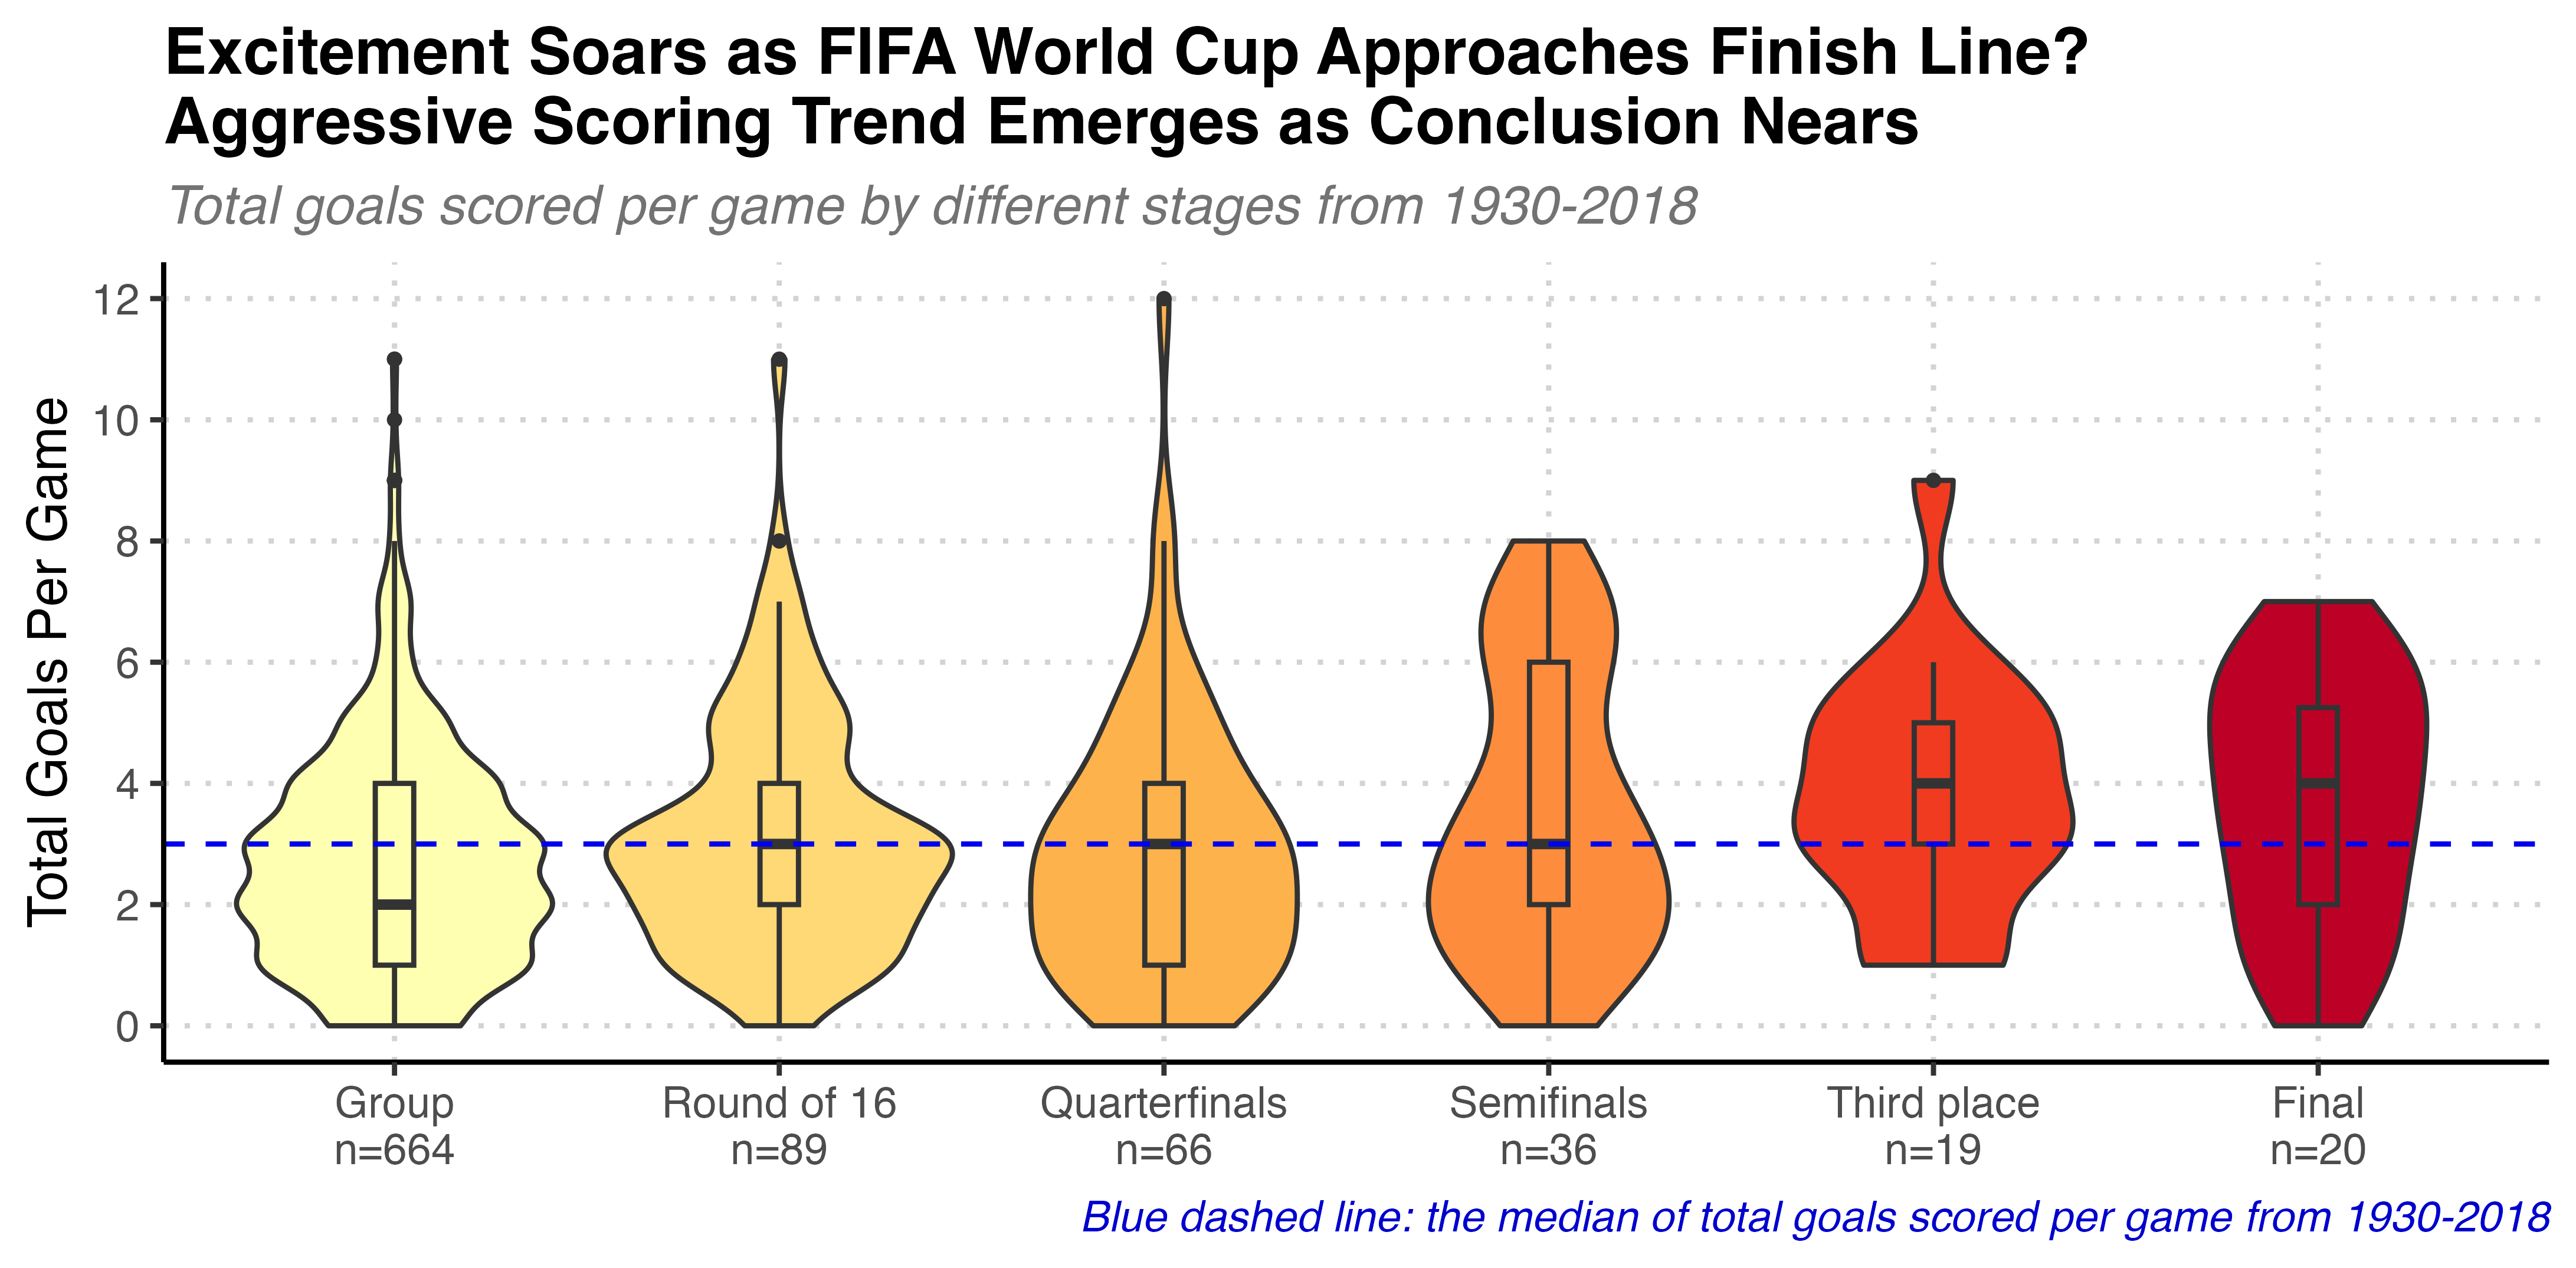 Excitement Soars as FIFA World Cup Approaches Finish Line?
Aggressive Scoring Trend Emerges as Conclusion Nears
Total goals scored per game by different stages from 1930-2018
Total Goals Per Game
12
10
8
6
4
2
0
Group
n=664
Round of 16
n=89
Quarterfinals
n=66
Semifinals
n=36
Third place
n=19
Final
n=20
Blue dashed line: the median of total goals scored per game from 1930-2018